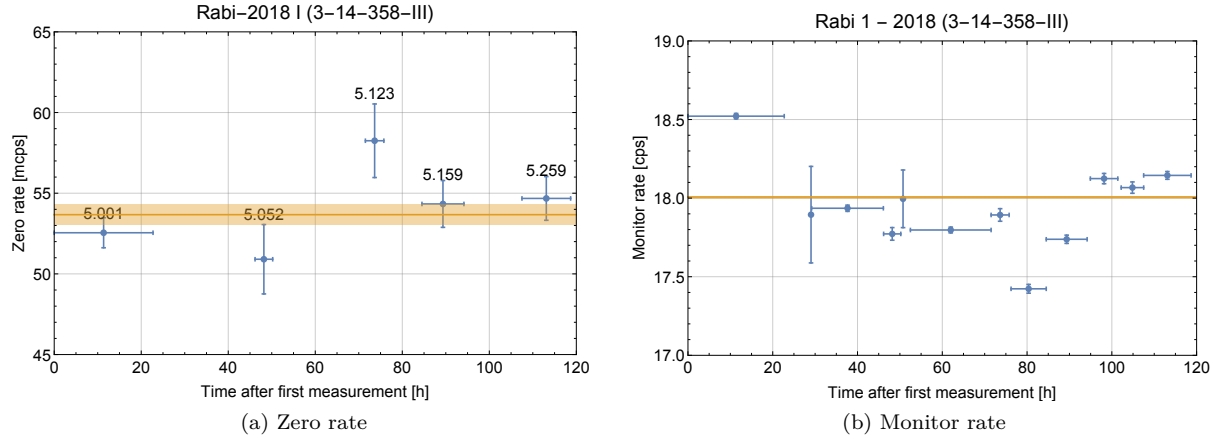 Rabi−2018 I (3−14−358−III)
65
60
55
50
45
Zero rate [mcps]
5.123
5.159
5.259
5.001
5.052
0 20 40 60 80 100 120
Time after first measurement [h]
(a) Zero rate
Rabi 1 − 2018 (3−14−358−III)
19.0
18.5
18.0
17.5
17.0
Monitor rate [cps]
0 20 40 60 80 100 120
Time after first measurement [h]
(b) Monitor rate